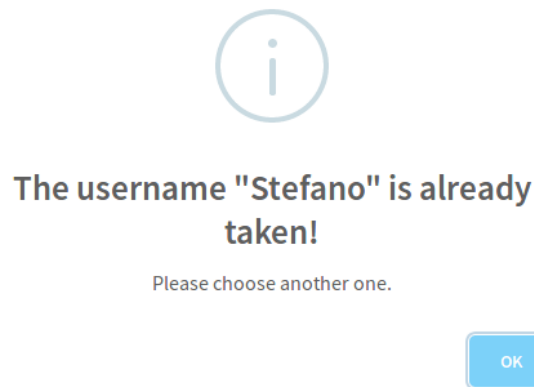 The username "Stefano" is already
taken!
Please choose another one.
OK